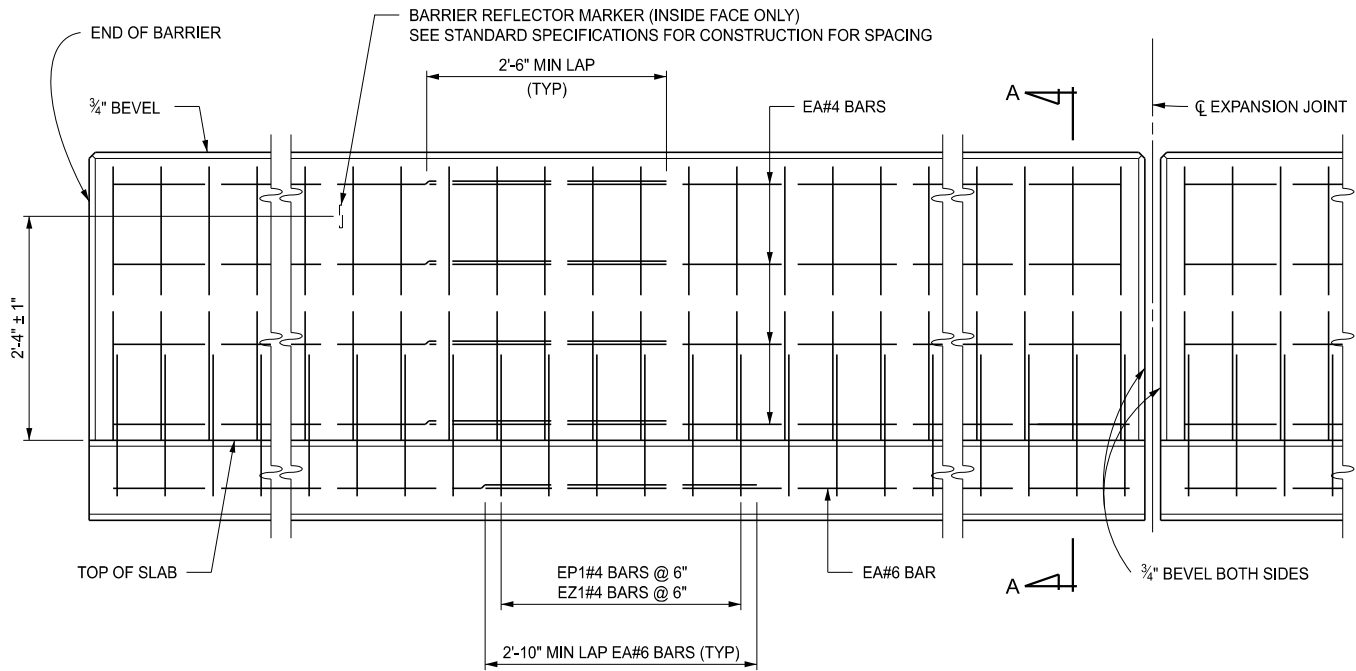 BARRIER REFLECTOR MARKER (INSIDE FACE ONLY)
SEE STANDARD SPECIFICATIONS FOR CONSTRUCTION FOR SPACING
END OF BARRIER
2'-6" MIN LAP
(TYP)
A
¾" BEVEL
EA#4 BARS
℄ EXPANSION JOINT
2'-4" ± 1"
TOP OF SLAB
EP1#4 BARS @ 6"
EZ1#4 BARS @ 6"
EA#6 BAR
A
¾" BEVEL BOTH SIDES
2'-10" MIN LAP EA#6 BARS (TYP)